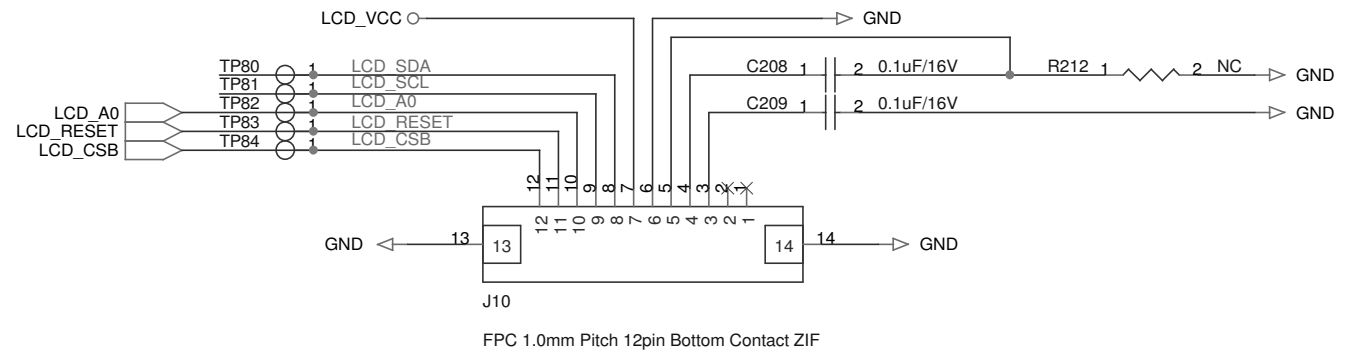 LCD_VCC
GND
TP80 1 LCD_SDA
C208 1 2 0.1uF/16V
R212 1 2 NC
GND
TP81 1 LCD_SCL
LCD_A0
TP82 1 LCD_A0
C209 1 2 0.1uF/16V
GND
LCD_RESET
TP83 1 LCD_RESET
LCD_CSB
TP84 1 LCD_CSB
12 11 10 9 8 7 6 5 4 3 2 1
12 11 10 9 8 7 6 5 4 3 2 1
GND 13 13
14 14 GND
J10
FPC 1.0mm Pitch 12pin Bottom Contact ZIF